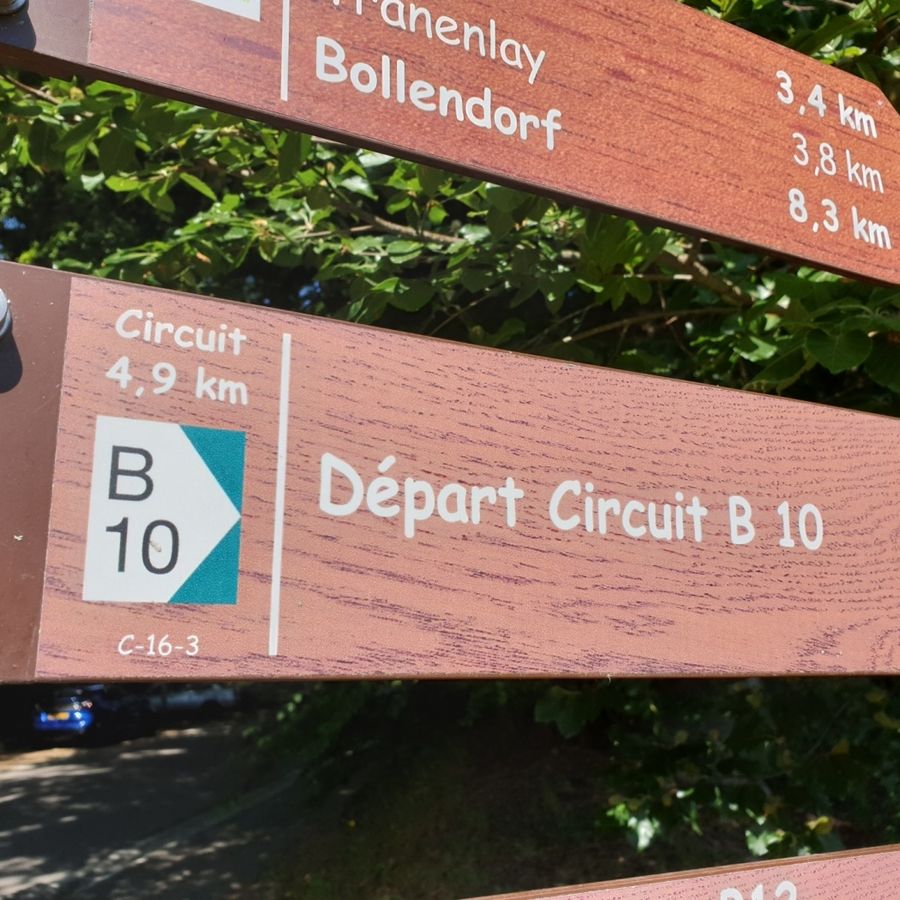 3,4 km
3,8 km
Bollendorf 8,3 km
Circuit
4,9 km
B
10
C-16-3
Départ Circuit B 10